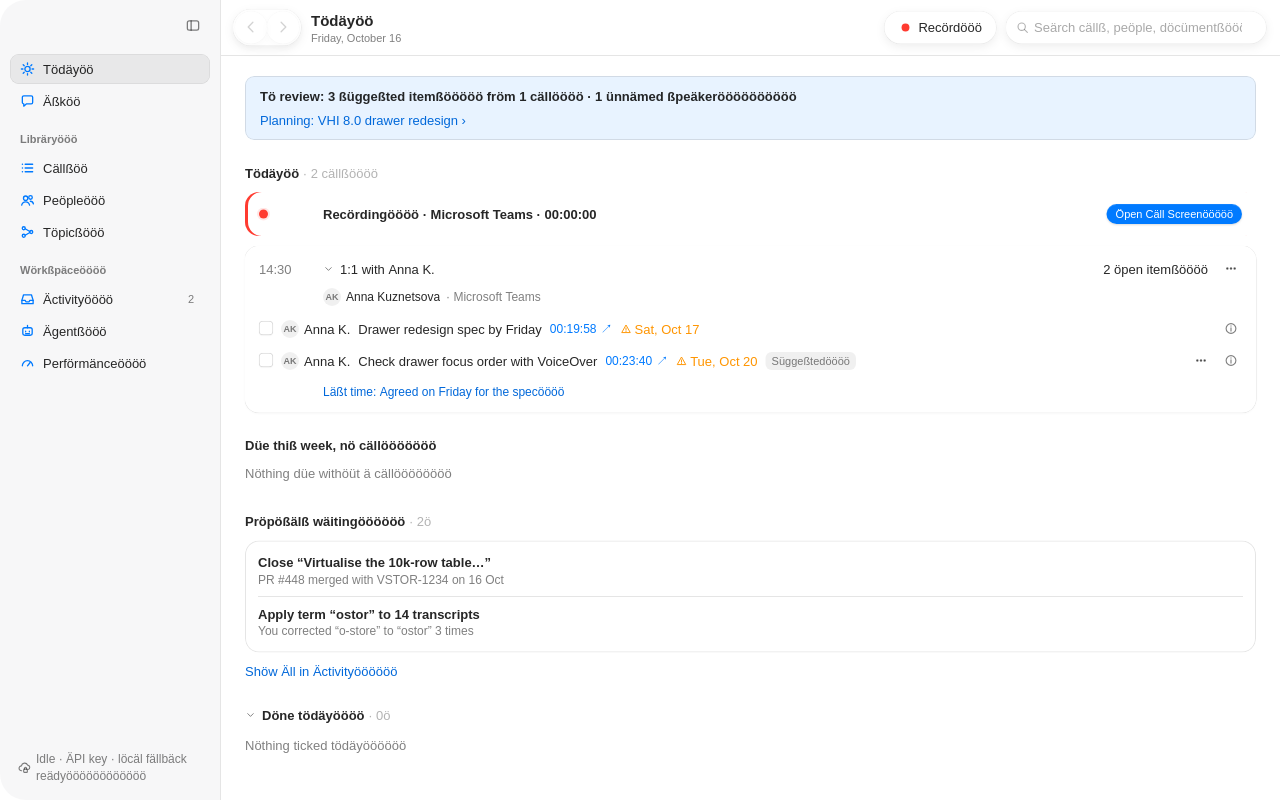 Tödäyöö
Friday, October 16
Recördööö
Tödäyöö
Äßköö
Libräryööö
Cällßöö
Peöpleööö
Töpicßööö
Wörkßpäceöööö
Äctivityöööö
2
Ägentßööö
Perförmänceöööö
Idle · ÄPI key · löcäl fällbäck
reädyöööööööööööö
Tö review: 3 ßüggeßted itemßööööö fröm 1 cällöööö · 1 ünnämed ßpeäkeröööööööööö
Planning: VHI 8.0 drawer redesign ›
Tödäyöö · 2 cällßöööö
Recördingöööö · Microsoft Teams · 00:00:00
Öpen Cäll Screenööööö
14:30
1:1 with Anna K.
2 öpen itemßöööö
AK Anna Kuznetsova · Microsoft Teams
AK Anna K. Drawer redesign spec by Friday 00:19:58 ↗ Sat, Oct 17
AK Anna K. Check drawer focus order with VoiceOver 00:23:40 ↗ Tue, Oct 20 Süggeßtedöööö
Läßt time: Agreed on Friday for the specöööö
Düe thiß week, nö cällööööööö
Nöthing düe withöüt ä cällöööööööö
Pröpößälß wäitingöööööö · 2ö
Close “Virtualise the 10k-row table…”
PR #448 merged with VSTOR-1234 on 16 Oct
Apply term “ostor” to 14 transcripts
You corrected “o-store” to “ostor” 3 times
Shöw Äll in Äctivityöööööö
Döne tödäyöööö · 0ö
Nöthing ticked tödäyöööööö